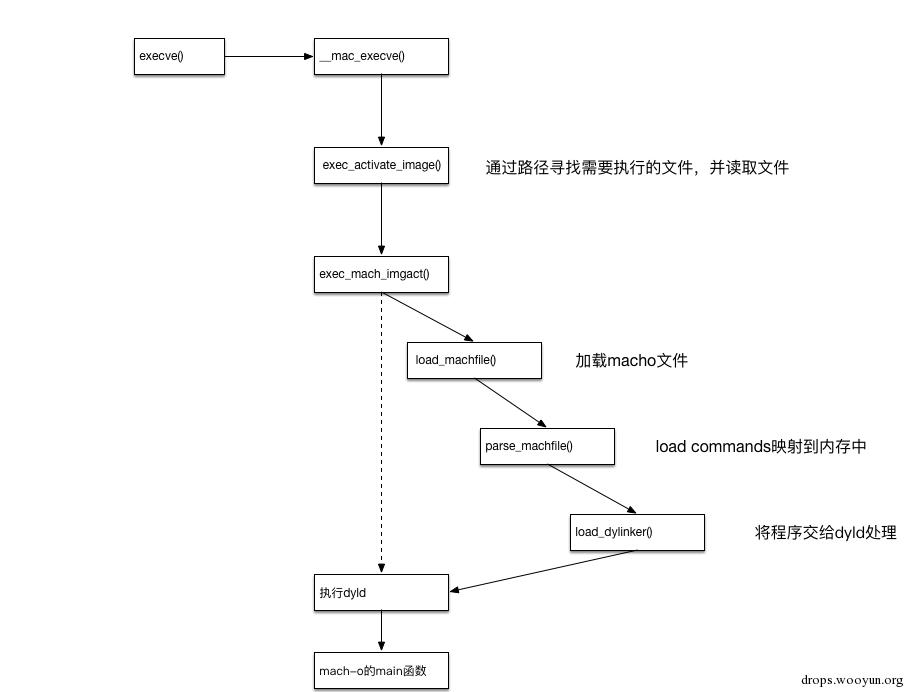 execve()
__mac_execve()
exec_activate_image()
通过路径寻找需要执行的文件，并读取文件
exec_mach_imgact()
load_machfile()
加载macho文件
parse_machfile()
load commands映射到内存中
load_dylinker()
将程序交给dyld处理
执行dyld
mach-o的main函数
drops.wooyun.org